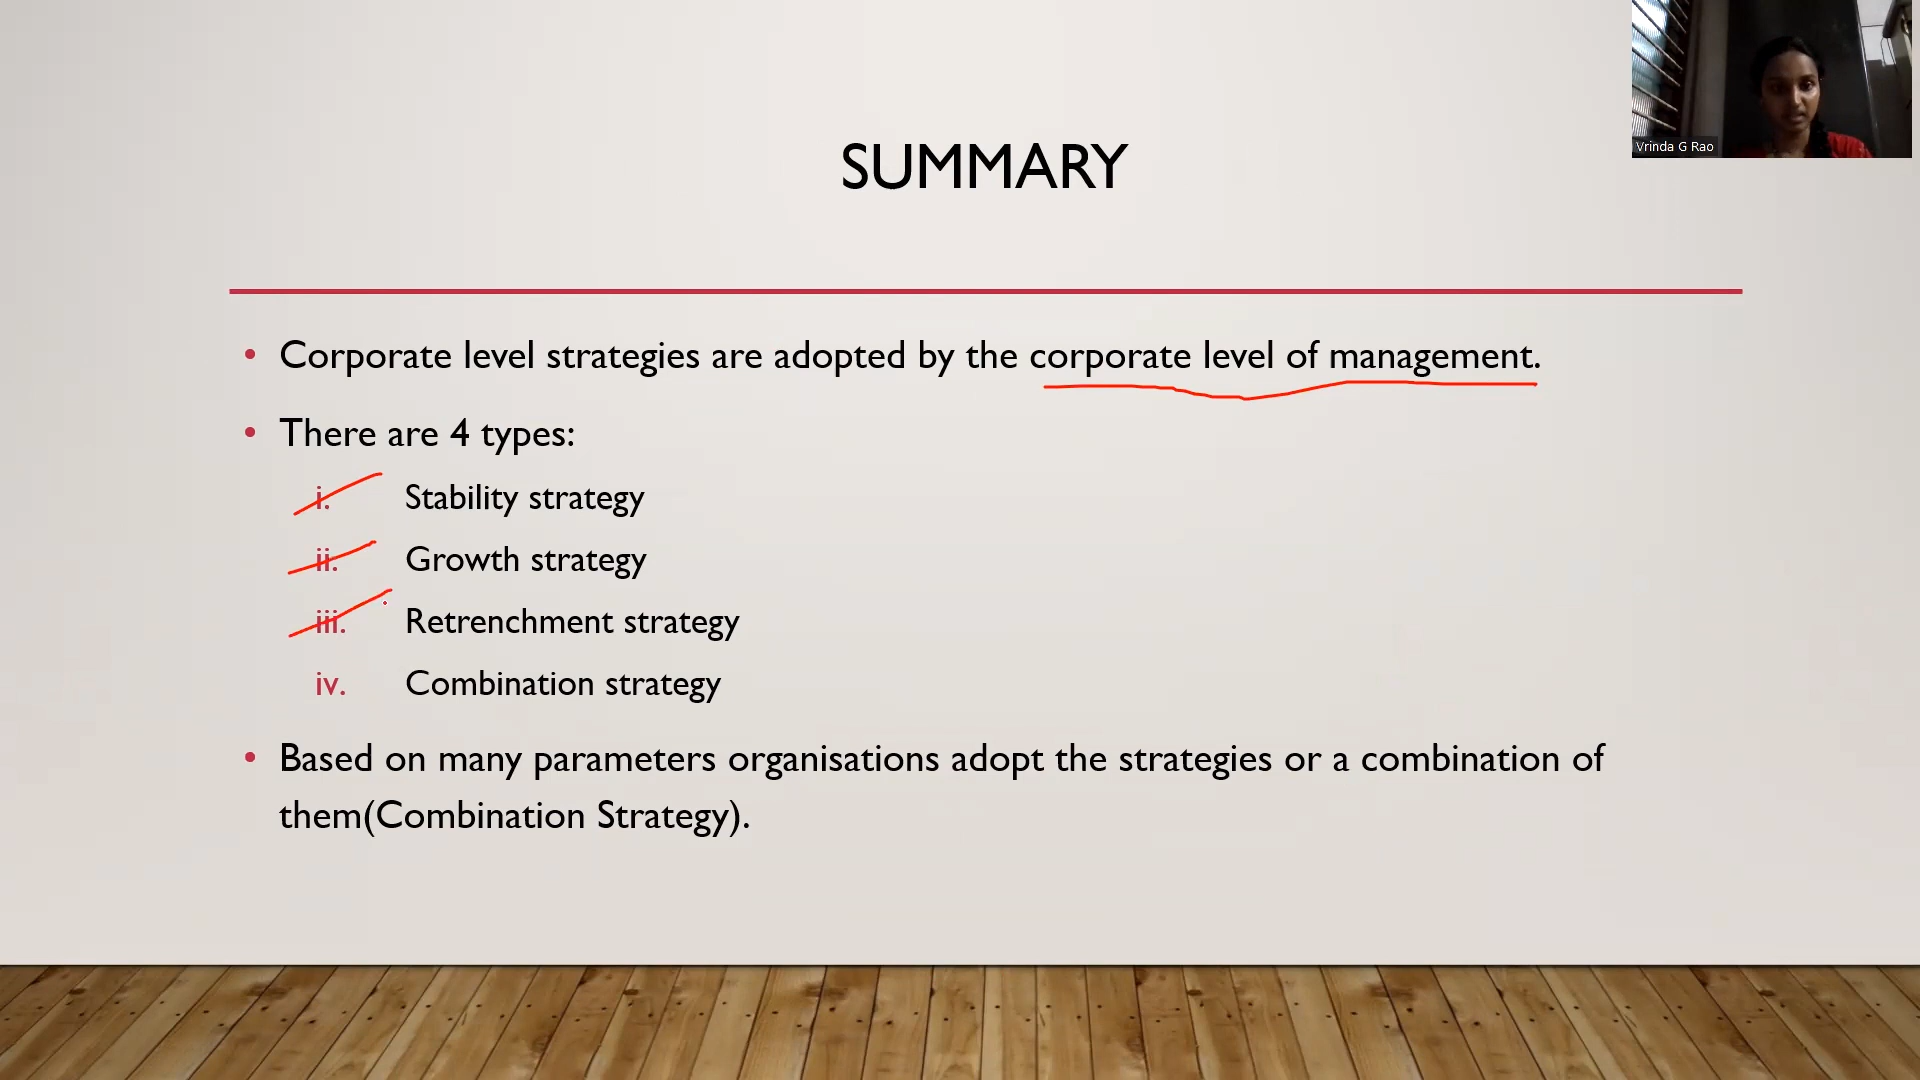 Vrinda G Rao
SUMMARY
• Corporate level strategies are adopted by the corporate level of management.
• There are 4 types:
i. Stability strategy
ii. Growth strategy
iii. Retrenchment strategy
iv. Combination strategy
• Based on many parameters organisations adopt the strategies or a combination of
them(Combination Strategy).